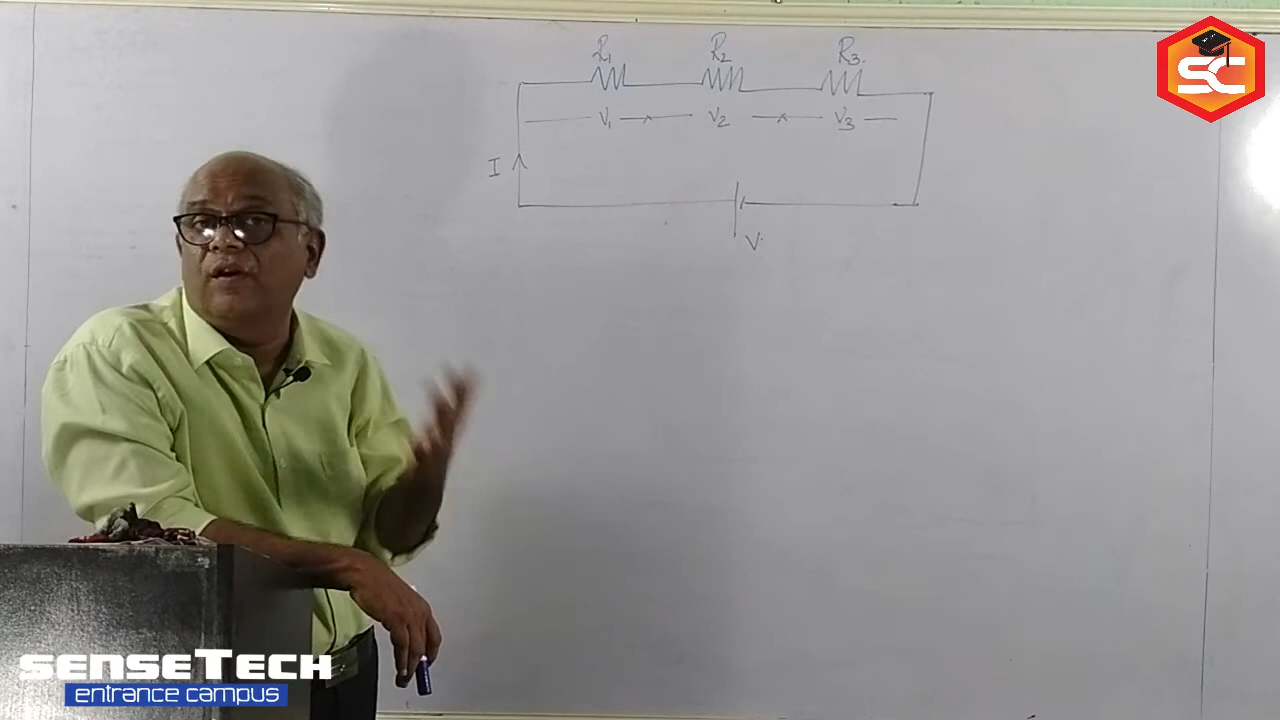 R₁ R₂ R₃
V₁ V₂ V₃
I
V
SC
SENSETECH
entrance campus